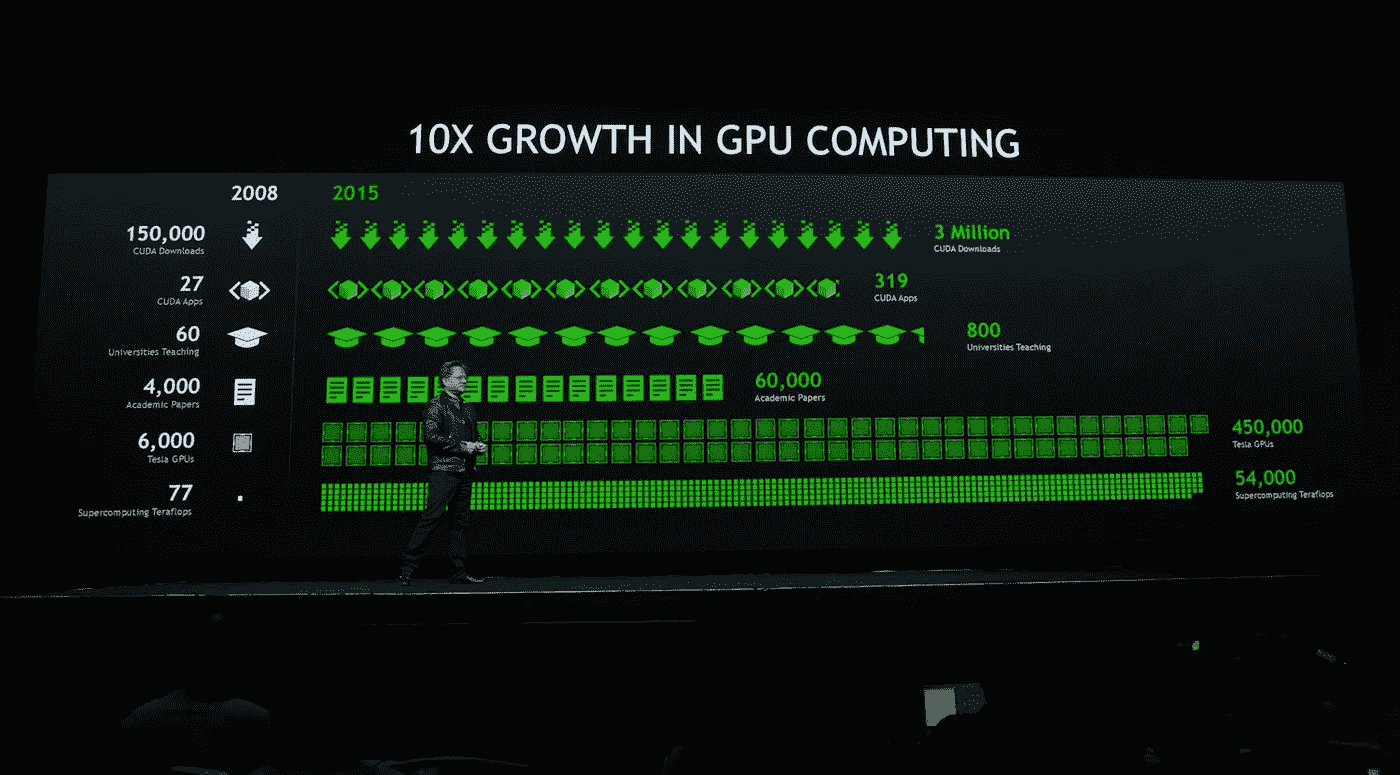 10X GROWTH IN GPU COMPUTING
2008 2015
150,000
CUDA Downloads
3 Million
CUDA Downloads
27
CUDA Apps
319
CUDA Apps
60
Universities Teaching
800
Universities Teaching
4,000
Academic Papers
60,000
Academic Papers
6,000
Tesla GPUs
450,000
Tesla GPUs
77
Supercomputing Teraflops
54,000
Supercomputing Teraflops